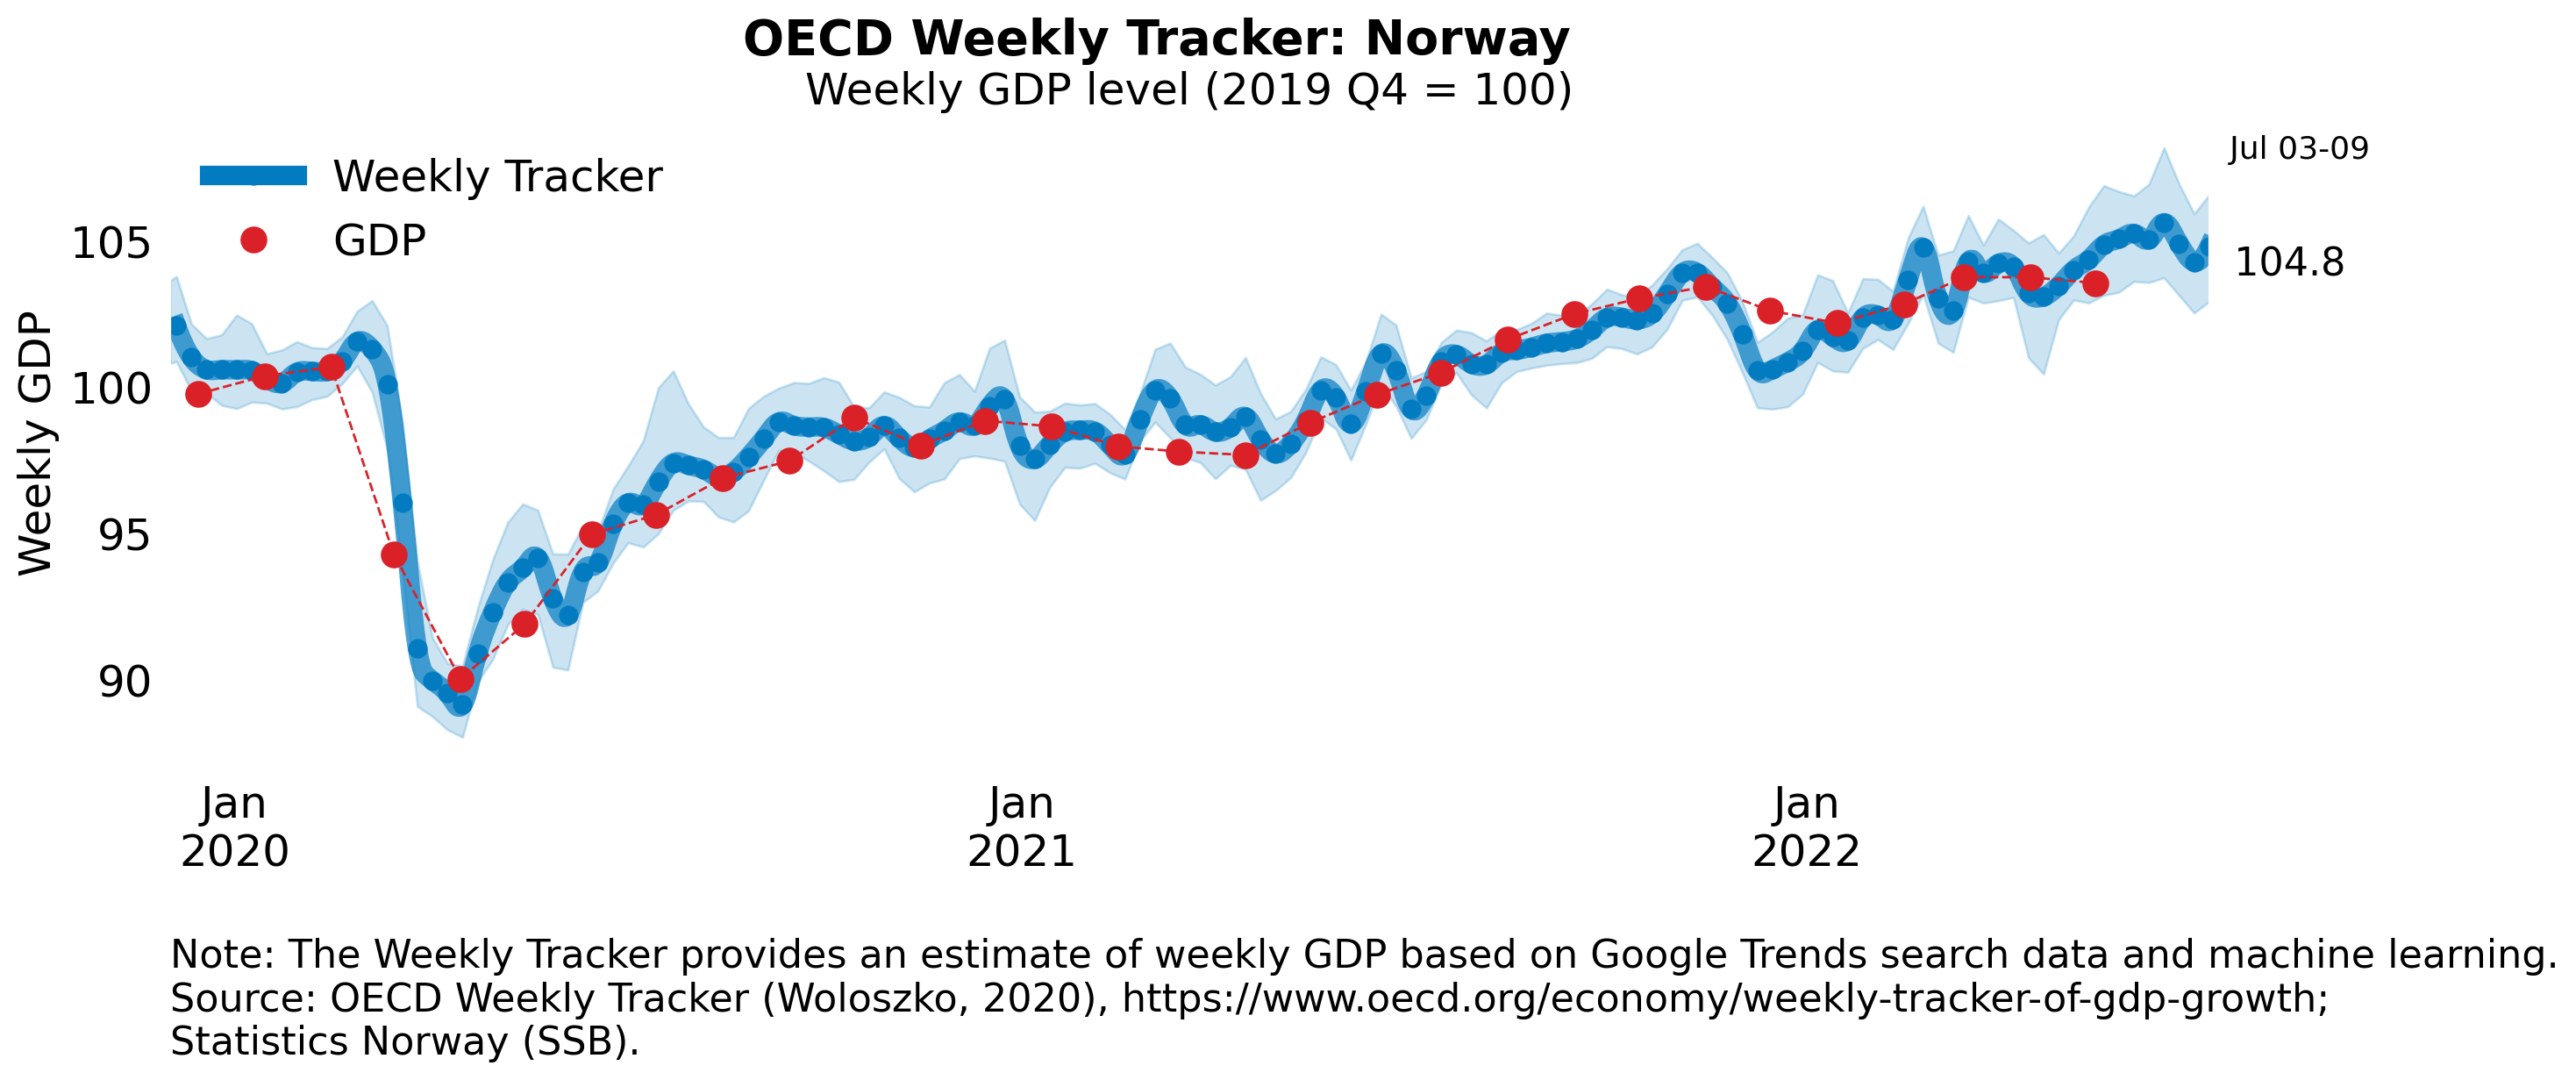 OECD Weekly Tracker: Norway
Weekly GDP level (2019 Q4 = 100)
Jul 03-09
Weekly Tracker
GDP
105
104.8
100
95
90
Weekly GDP
Jan
2020
Jan
2021
Jan
2022
Note: The Weekly Tracker provides an estimate of weekly GDP based on Google Trends search data and machine learning.
Source: OECD Weekly Tracker (Woloszko, 2020), https://www.oecd.org/economy/weekly-tracker-of-gdp-growth;
Statistics Norway (SSB).